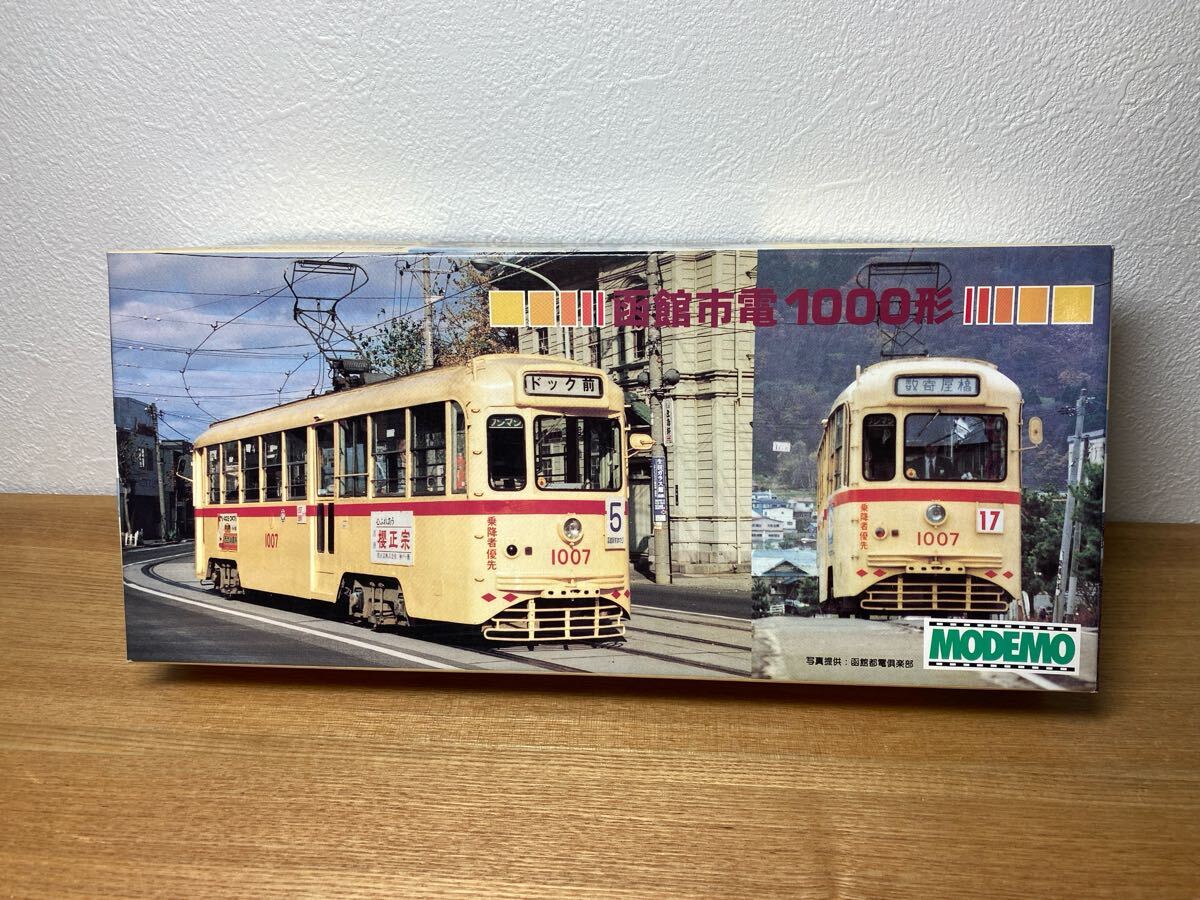 函館市電1000形
ドック前
ノンマン
5
乗降者優先
1007
1007
櫻正宗
数寄屋橋
17
1007
乗降者優先
写真提供：函館都電倶楽部
MODEMO